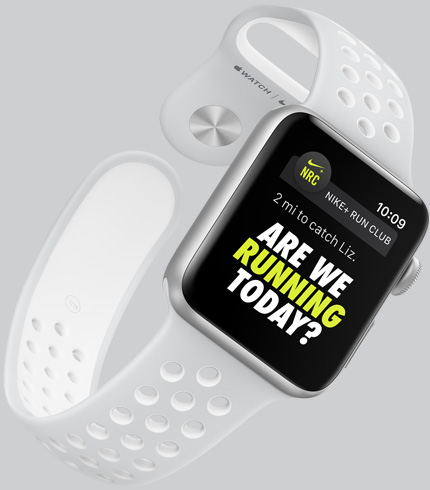 WATCH
NRC
10:09
NIKE+ RUN CLUB
2 mi to catch Liz.
ARE WE
RUNNING
TODAY?